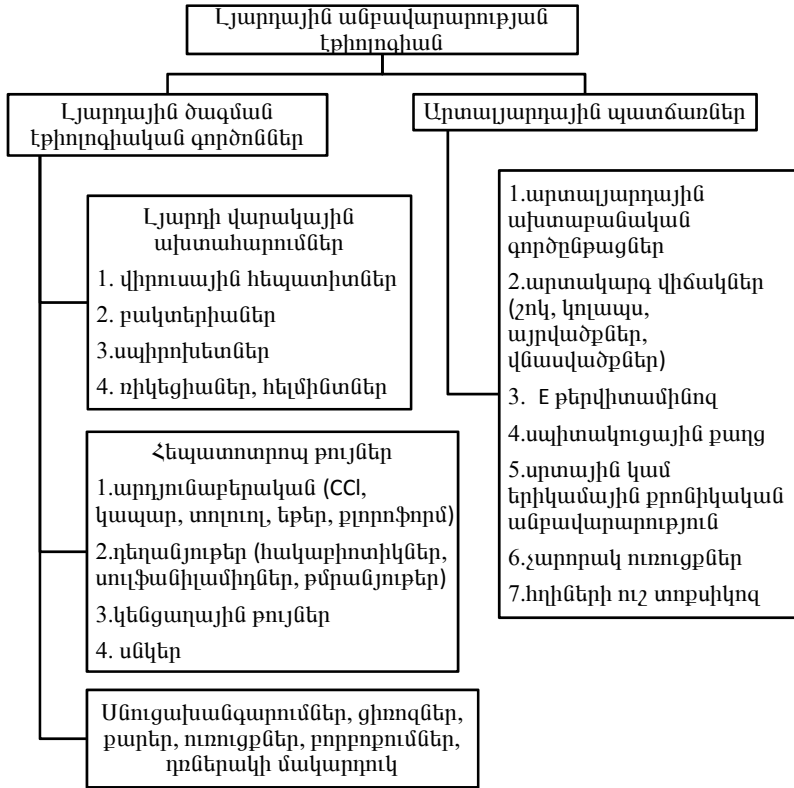 Լյարդային անբավարարության
էթիոլոգիան
Լյարդային ծագման
էթիոլոգիական գործոններ
Արտալյարդային պատճառներ
Լյարդի վարակային
ախտահարումներ
1. վիրուսային հեպատիտներ
2. բակտերիաներ
3.սպիրոխետներ
4. ռիկեցիաներ, հելմինտներ
Հեպատոտրոպ թույներ
1.արդյունաբերական (CCl,
կապար, տոլուոլ, եթեր, քլորոֆորմ)
2.դեղանյութեր (հակաբիոտիկներ,
սուլֆանիլամիդներ, թմրանյութեր)
3.կենցաղային թույներ
4. սնկեր
Սնուցախանգարումներ, ցիռոզներ,
քարեր, ուռուցքներ, բորբոքումներ,
դռներակի մակարդուկ
1.արտալյարդային
ախտաբանական
գործընթացներ
2.արտակարգ վիճակներ
(շոկ, կոլապս,
այրվածքներ,
վնասվածքներ)
3. E թերվիտամինոզ
4.սպիտակուցային քաղց
5.սրտային կամ
երիկամային քրոնիկական
անբավարարություն
6.չարորակ ուռուցքներ
7.հղիների ուշ տոքսիկոզ